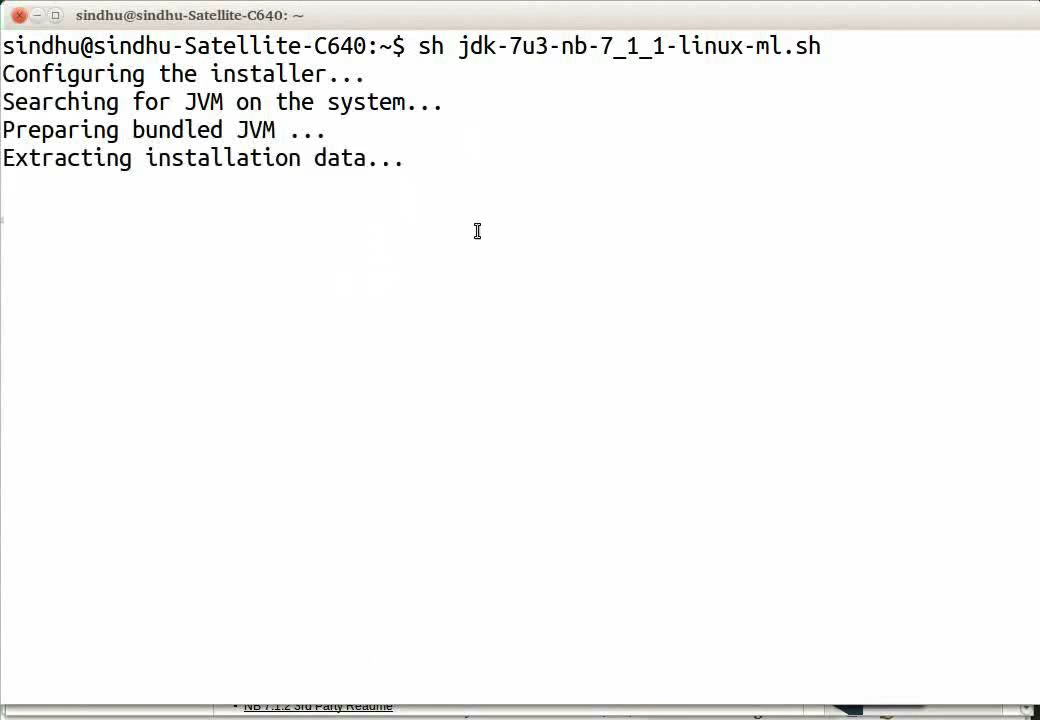 sindhu@sindhu-Satellite-C640: ~
sindhu@sindhu-Satellite-C640:~$ sh jdk-7u3-nb-7_1_1-linux-ml.sh
Configuring the installer...
Searching for JVM on the system...
Preparing bundled JVM ...
Extracting installation data...
NB 7.1.2 3rd Party Readme